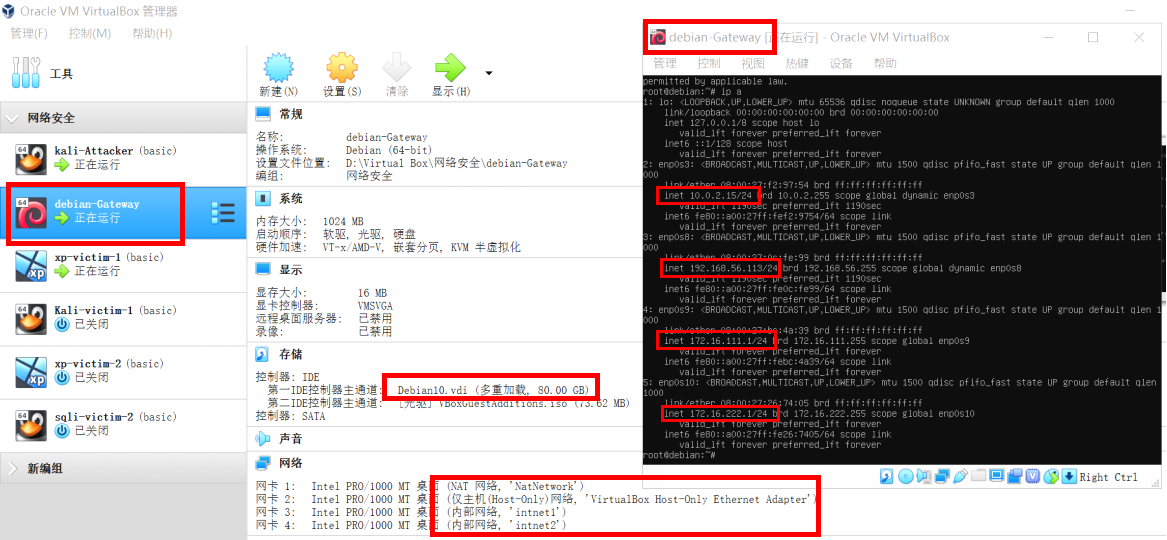 Oracle VM VirtualBox 管理器
管理(F) 控制(M) 帮助(H)
工具
网络安全
kali-Attacker (basic)
正在运行
debian-Gateway
正在运行
xp-victim-1 (basic)
正在运行
Kali-victim-1 (basic)
已关闭
xp-victim-2 (basic)
已关闭
sqli-victim-2 (basic)
已关闭
新编组
新建(N) 设置(S) 清除 显示(H)
常规
名称: debian-Gateway
操作系统: Debian (64-bit)
设置文件位置: D:\Virtual Box\网络安全\debian-Gateway
编组: 网络安全
系统
内存大小: 1024 MB
启动顺序: 软驱, 光驱, 硬盘
硬件加速: VT-x/AMD-V, 嵌套分页, KVM 半虚拟化
显示
显存大小: 16 MB
显卡控制器: VMSVGA
远程桌面服务器: 已禁用
录像: 已禁用
存储
控制器: IDE
第一IDE控制器主通道: Debian10.vdi (多重加载, 80.00 GB)
第二IDE控制器主通道: [光驱] VBoxGuestAdditions.iso (73.62 MB)
控制器: SATA
声音
网络
网卡 1: Intel PRO/1000 MT 桌面 (NAT 网络, 'NatNetwork')
网卡 2: Intel PRO/1000 MT 桌面 (仅主机(Host-Only)网络, 'VirtualBox Host-Only Ethernet Adapter')
网卡 3: Intel PRO/1000 MT 桌面 (内部网络, 'intnet1')
网卡 4: Intel PRO/1000 MT 桌面 (内部网络, 'intnet2')
debian-Gateway [正在运行] - Oracle VM VirtualBox
管理 控制 视图 热键 设备 帮助
permitted by applicable law.
root@debian:~# ip a
1: lo: <LOOPBACK,UP,LOWER_UP> mtu 65536 qdisc noqueue state UNKNOWN group default qlen 1000
link/loopback 00:00:00:00:00:00 brd 00:00:00:00:00:00
inet 127.0.0.1/8 scope host lo
valid_lft forever preferred_lft forever
inet6 ::1/128 scope host
valid_lft forever preferred_lft forever
2: enp0s3: <BROADCAST,MULTICAST,UP,LOWER_UP> mtu 1500 qdisc pfifo_fast state UP group default qlen 1
000
link/ether 08:00:27:f2:97:54 brd ff:ff:ff:ff:ff:ff
inet 10.0.2.15/24 brd 10.0.2.255 scope global dynamic enp0s3
valid_lft 1190sec preferred_lft 1190sec
inet6 fe80::a00:27ff:fef2:9754/64 scope link
valid_lft forever preferred_lft forever
3: enp0s8: <BROADCAST,MULTICAST,UP,LOWER_UP> mtu 1500 qdisc pfifo_fast state UP group default qlen 1
000
link/ether 08:00:27:0c:fe:99 brd ff:ff:ff:ff:ff:ff
inet 192.168.56.113/24 brd 192.168.56.255 scope global dynamic enp0s8
valid_lft 1190sec preferred_lft 1190sec
inet6 fe80::a00:27ff:fe0c:fe99/64 scope link
valid_lft forever preferred_lft forever
4: enp0s9: <BROADCAST,MULTICAST,UP,LOWER_UP> mtu 1500 qdisc pfifo_fast state UP group default qlen 1
000
link/ether 08:00:27:bc:4a:39 brd ff:ff:ff:ff:ff:ff
inet 172.16.111.1/24 brd 172.16.111.255 scope global enp0s9
valid_lft forever preferred_lft forever
inet6 fe80::a00:27ff:febc:4a39/64 scope link
valid_lft forever preferred_lft forever
5: enp0s10: <BROADCAST,MULTICAST,UP,LOWER_UP> mtu 1500 qdisc pfifo_fast state UP group default qlen
1000
link/ether 08:00:27:26:74:05 brd ff:ff:ff:ff:ff:ff
inet 172.16.222.1/24 brd 172.16.222.255 scope global enp0s10
valid_lft forever preferred_lft forever
inet6 fe80::a00:27ff:fe26:7405/64 scope link
valid_lft forever preferred_lft forever
root@debian:~#
Right Ctrl